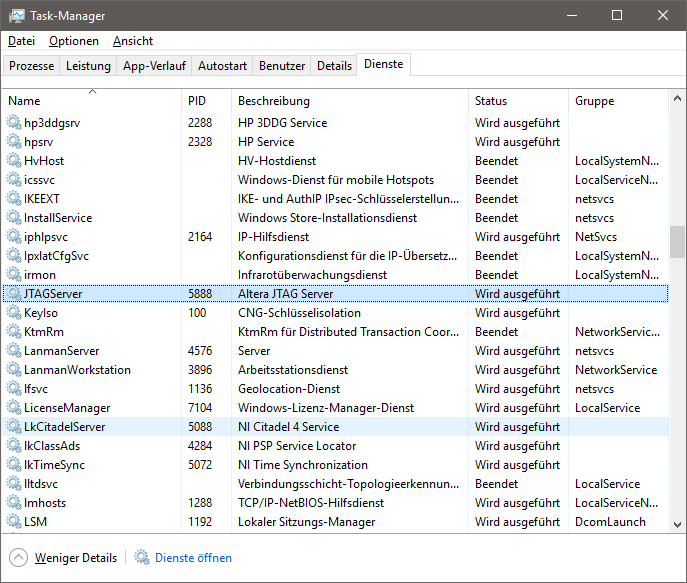 Task-Manager
Datei Optionen Ansicht
Prozesse Leistung App-Verlauf Autostart Benutzer Details Dienste
Name PID Beschreibung Status Gruppe
hp3ddgsrv 2288 HP 3DDG Service Wird ausgeführt
hpsrv 2328 HP Service Wird ausgeführt
HvHost HV-Hostdienst Beendet LocalSystemN...
icssvc Windows-Dienst für mobile Hotspots Beendet LocalServiceN...
IKEEXT IKE- und AuthIP IPsec-Schlüsselerstellun... Beendet netsvcs
InstallService Windows Store-Installationsdienst Beendet netsvcs
iphlpsvc 2164 IP-Hilfsdienst Wird ausgeführt NetSvcs
IpxlatCfgSvc Konfigurationsdienst für die IP-Übersetz... Beendet LocalSystemN...
irmon Infrarotüberwachungsdienst Beendet LocalSystemN...
JTAGServer 5888 Altera JTAG Server Wird ausgeführt
KeyIso 100 CNG-Schlüsselisolation Wird ausgeführt
KtmRm KtmRm für Distributed Transaction Coor... Beendet NetworkServic...
LanmanServer 4576 Server Wird ausgeführt netsvcs
LanmanWorkstation 3896 Arbeitsstationsdienst Wird ausgeführt NetworkService
lfsvc 1136 Geolocation-Dienst Wird ausgeführt netsvcs
LicenseManager 7104 Windows-Lizenz-Manager-Dienst Wird ausgeführt LocalService
LkCitadelServer 5088 NI Citadel 4 Service Wird ausgeführt
lkClassAds 4284 NI PSP Service Locator Wird ausgeführt
lkTimeSync 5072 NI Time Synchronization Wird ausgeführt
lltdsvc Verbindungsschicht-Topologieerkennun... Beendet LocalService
lmhosts 1288 TCP/IP-NetBIOS-Hilfsdienst Wird ausgeführt LocalServiceN...
LSM 1192 Lokaler Sitzungs-Manager Wird ausgeführt DcomLaunch
Weniger Details Dienste öffnen